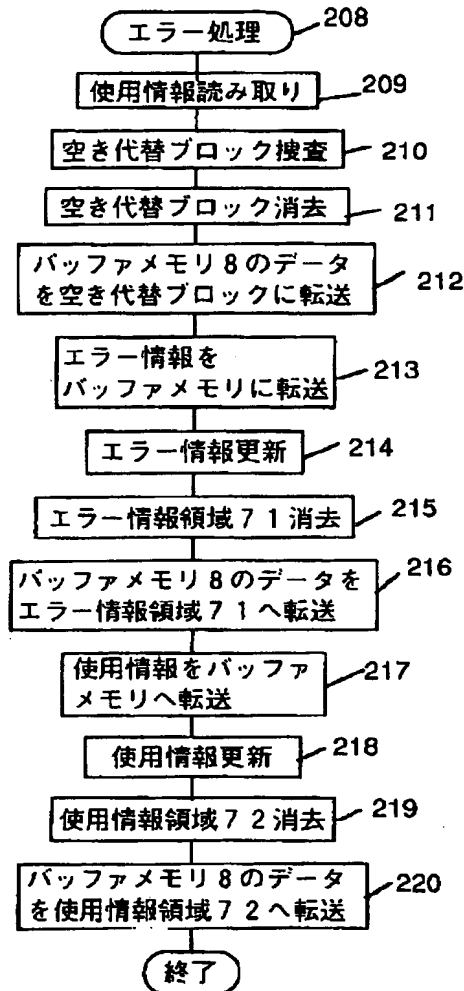 エラー処理 208
使用情報読み取り 209
空き代替ブロック捜査 210
空き代替ブロック消去 211
バッファメモリ8のデータ
を空き代替ブロックに転送 212
エラー情報を
バッファメモリに転送 213
エラー情報更新 214
エラー情報領域71消去 215
バッファメモリ8のデータを
エラー情報領域71へ転送 216
使用情報をバッファ
メモリへ転送 217
使用情報更新 218
使用情報領域72消去 219
バッファメモリ8のデータ
を使用情報領域72へ転送 220
終了